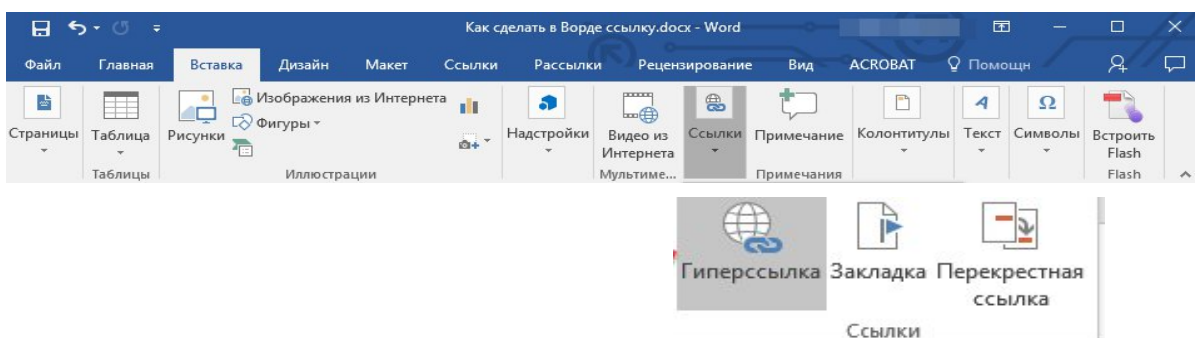 Как сделать в Ворде ссылку.docx - Word
Файл Главная Вставка Дизайн Макет Ссылки Рассылки Рецензирование Вид ACROBAT Помощн
Страницы Таблица Рисунки Изображения из Интернета Надстройки Видео из Ссылки Примечание Колонтитулы Текст Символы Встроить
Фигуры Интернета Flash
Таблицы Иллюстрации Мультиме... Примечания Flash
Гиперссылка Закладка Перекрестная
ссылка
Ссылки